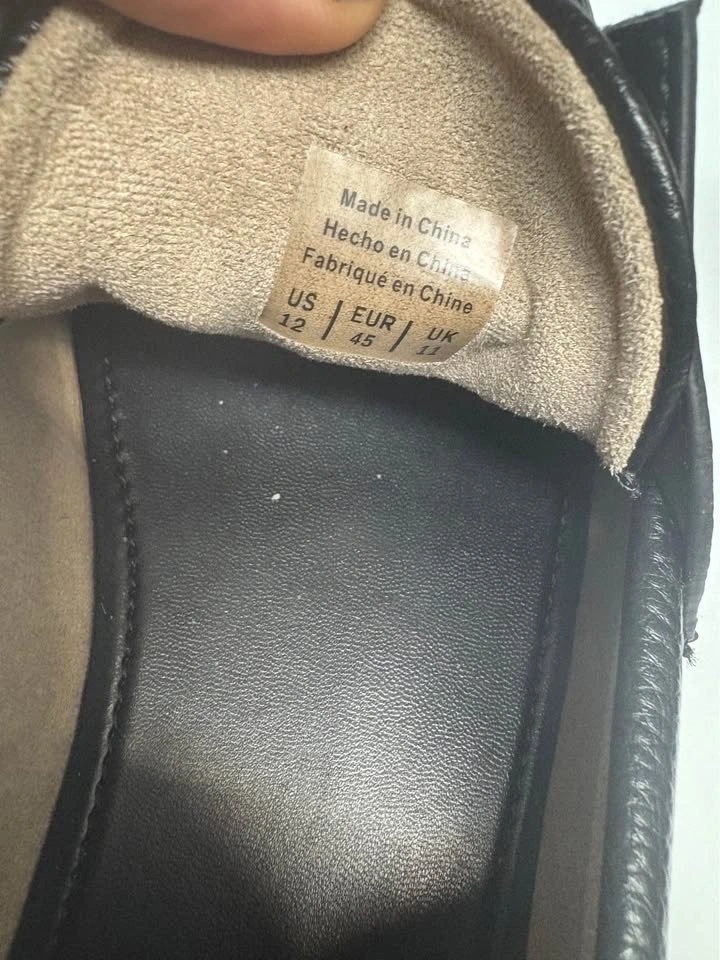 Made in China
Hecho en China
Fabriqué en Chine
US | EUR | UK
12 | 45 | 11